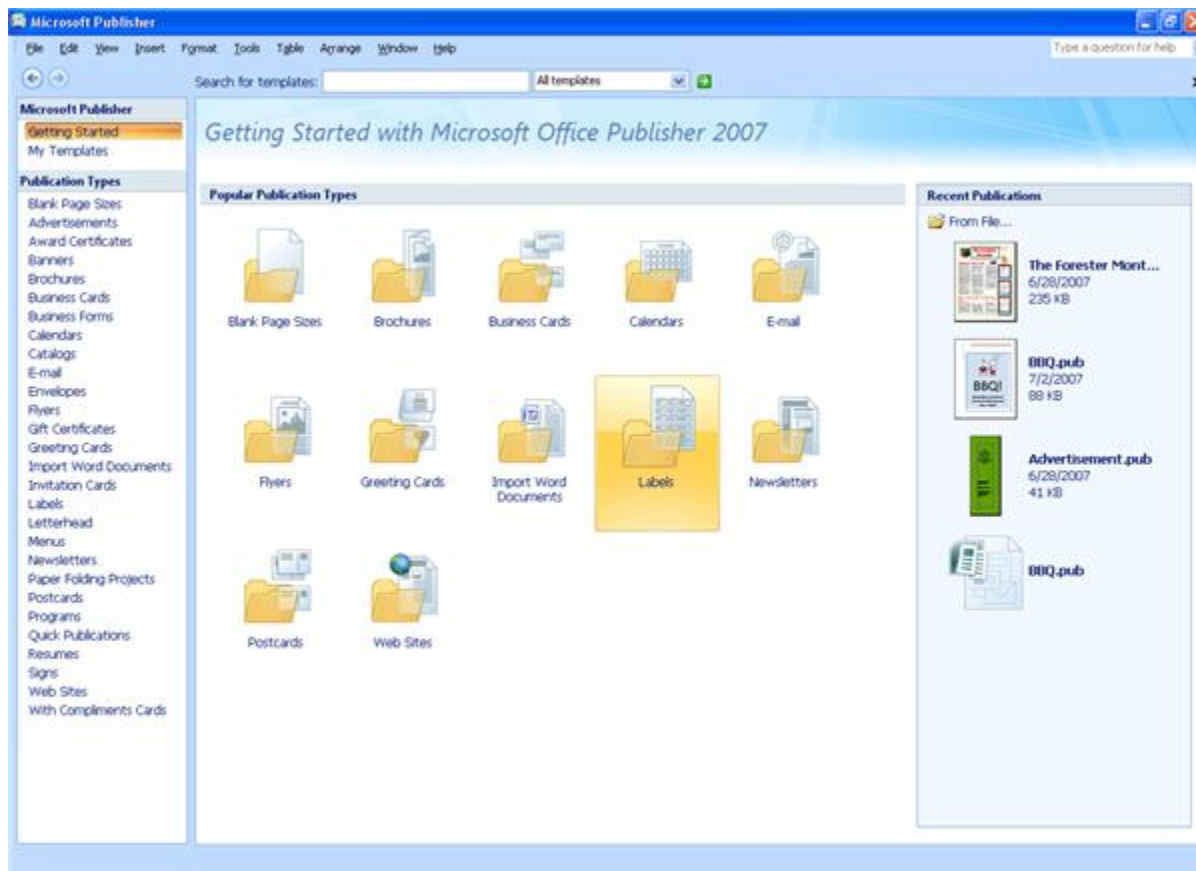 Microsoft Publisher
File Edit View Insert Format Tools Table Arrange Window Help
Type a question for help
Search for templates:
All templates
Microsoft Publisher
Getting Started
My Templates
Publication Types
Blank Page Sizes
Advertisements
Award Certificates
Banners
Brochures
Business Cards
Business Forms
Calendars
Catalogs
E-mail
Envelopes
Flyers
Gift Certificates
Greeting Cards
Import Word Documents
Invitation Cards
Labels
Letterhead
Menus
Newsletters
Paper Folding Projects
Postcards
Programs
Quick Publications
Resumes
Signs
Web Sites
With Compliments Cards
Getting Started with Microsoft Office Publisher 2007
Popular Publication Types
Blank Page Sizes
Brochures
Business Cards
Calendars
E-mail
Flyers
Greeting Cards
Import Word
Documents
Labels
Newsletters
Postcards
Web Sites
Recent Publications
From File...
The Forester Mont...
6/28/2007
235 KB
BBQ!
BBQ.pub
7/2/2007
88 KB
Advertisement.pub
6/28/2007
41 KB
BBQ.pub